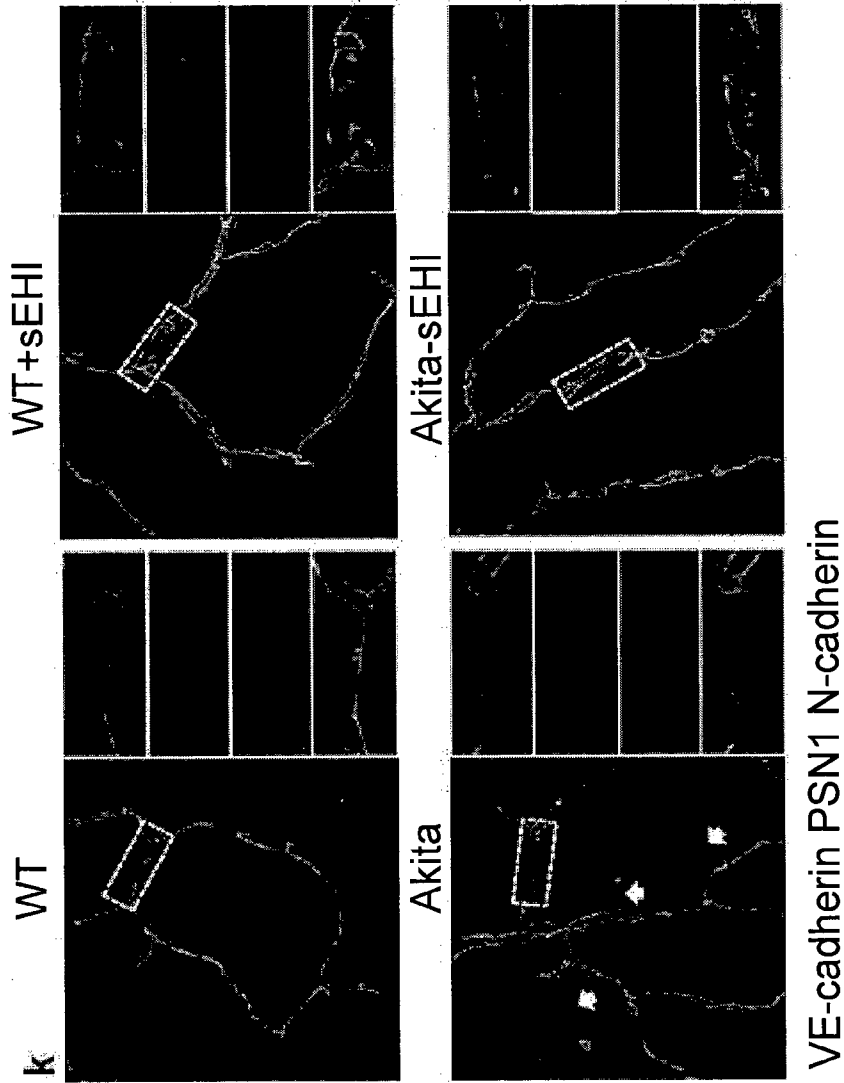 k
WT
WT+sEHI
Akita
Akita-sEHI
VE-cadherin PSN1 N-cadherin